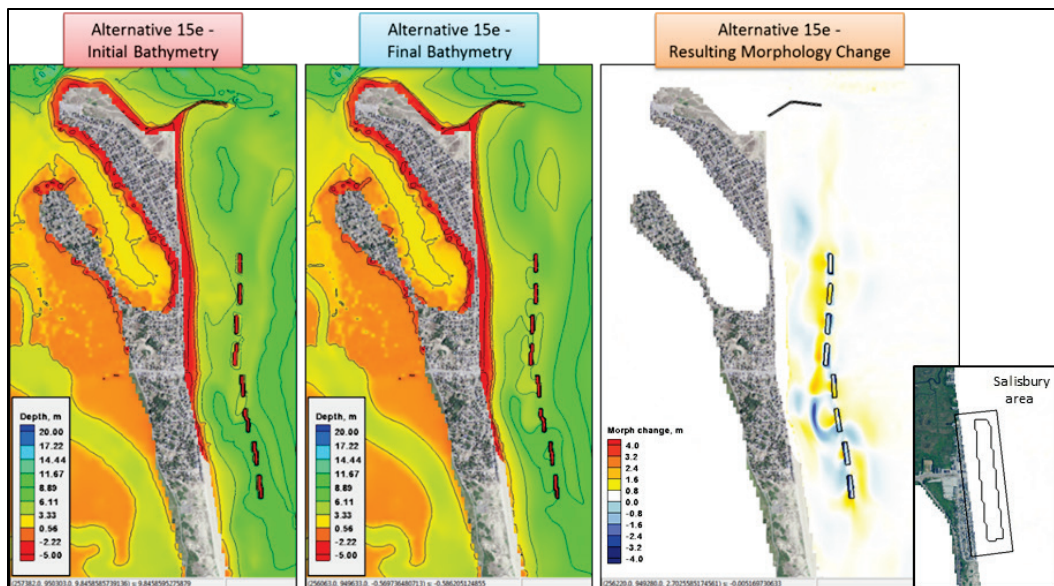 Alternative 15e -
Initial Bathymetry
Alternative 15e -
Final Bathymetry
Alternative 15e -
Resulting Morphology Change
Depth, m
20.00
17.22
14.44
11.67
8.89
6.11
3.33
0.56
-2.22
-5.00
Depth, m
20.00
17.22
14.44
11.67
8.89
6.11
3.33
0.56
-2.22
-5.00
Morph change, m
4.0
3.2
2.4
1.6
0.8
0.0
-0.8
-1.6
-2.4
-3.2
-4.0
Salisbury
area